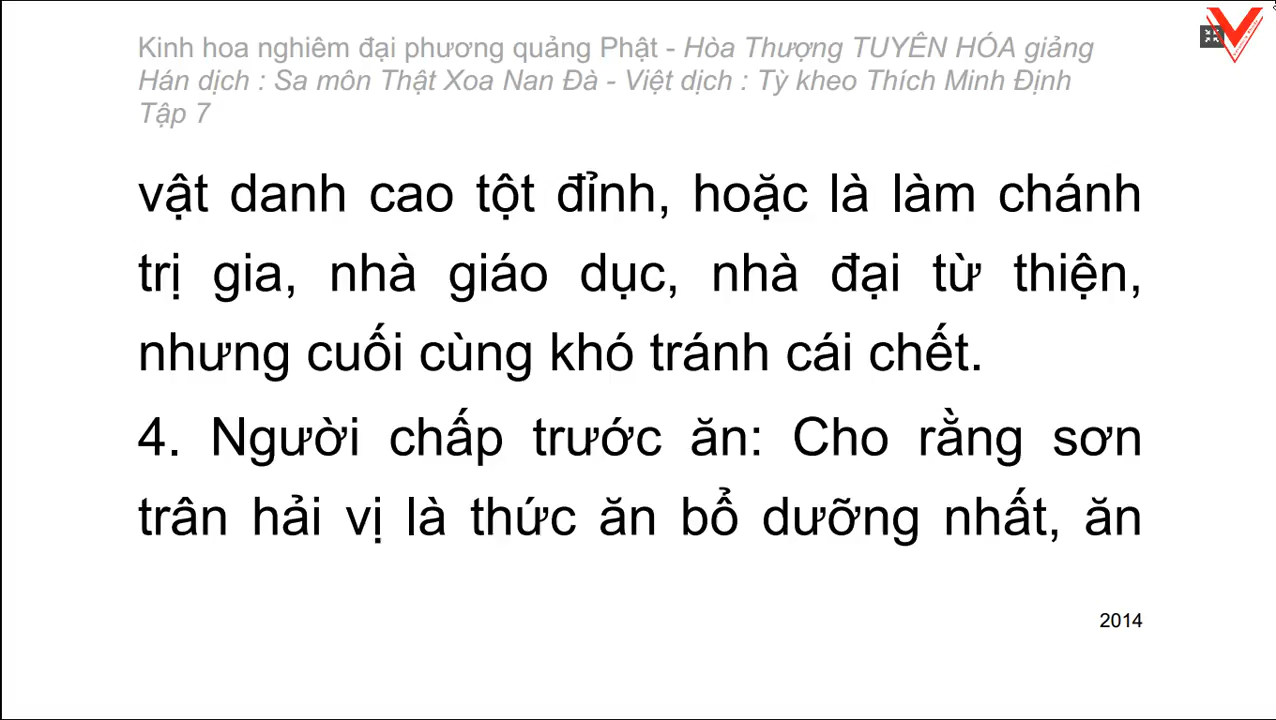 Kinh hoa nghiêm đại phương quảng Phật - Hòa Thượng TUYÊN HÓA giảng
Hán dịch : Sa môn Thật Xoa Nan Đà - Việt dịch : Tỳ kheo Thích Minh Định
Tập 7
vật danh cao tột đỉnh, hoặc là làm chánh
trị gia, nhà giáo dục, nhà đại từ thiện,
nhưng cuối cùng khó tránh cái chết.
4. Người chấp trước ăn: Cho rằng sơn
trân hải vị là thức ăn bổ dưỡng nhất, ăn
2014